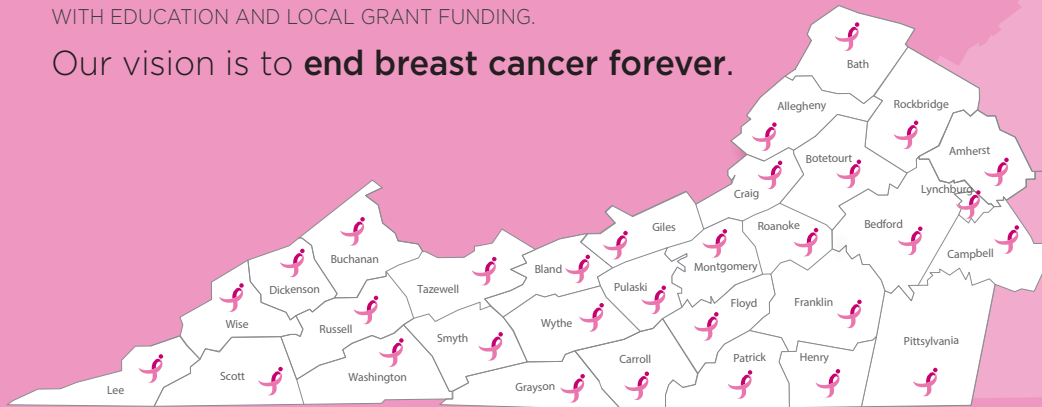 WITH EDUCATION AND LOCAL GRANT FUNDING.
Our vision is to end breast cancer forever.
Bath
Allegheny
Rockbridge
Amherst
Botetourt
Craig
Lynchburg
Giles
Roanoke
Bedford
Buchanan
Campbell
Bland
Montgomery
Dickenson
Tazewell
Pulaski
Floyd
Franklin
Wise
Russell
Wythe
Smyth
Pittsylvania
Carroll
Patrick
Henry
Scott
Washington
Lee
Grayson